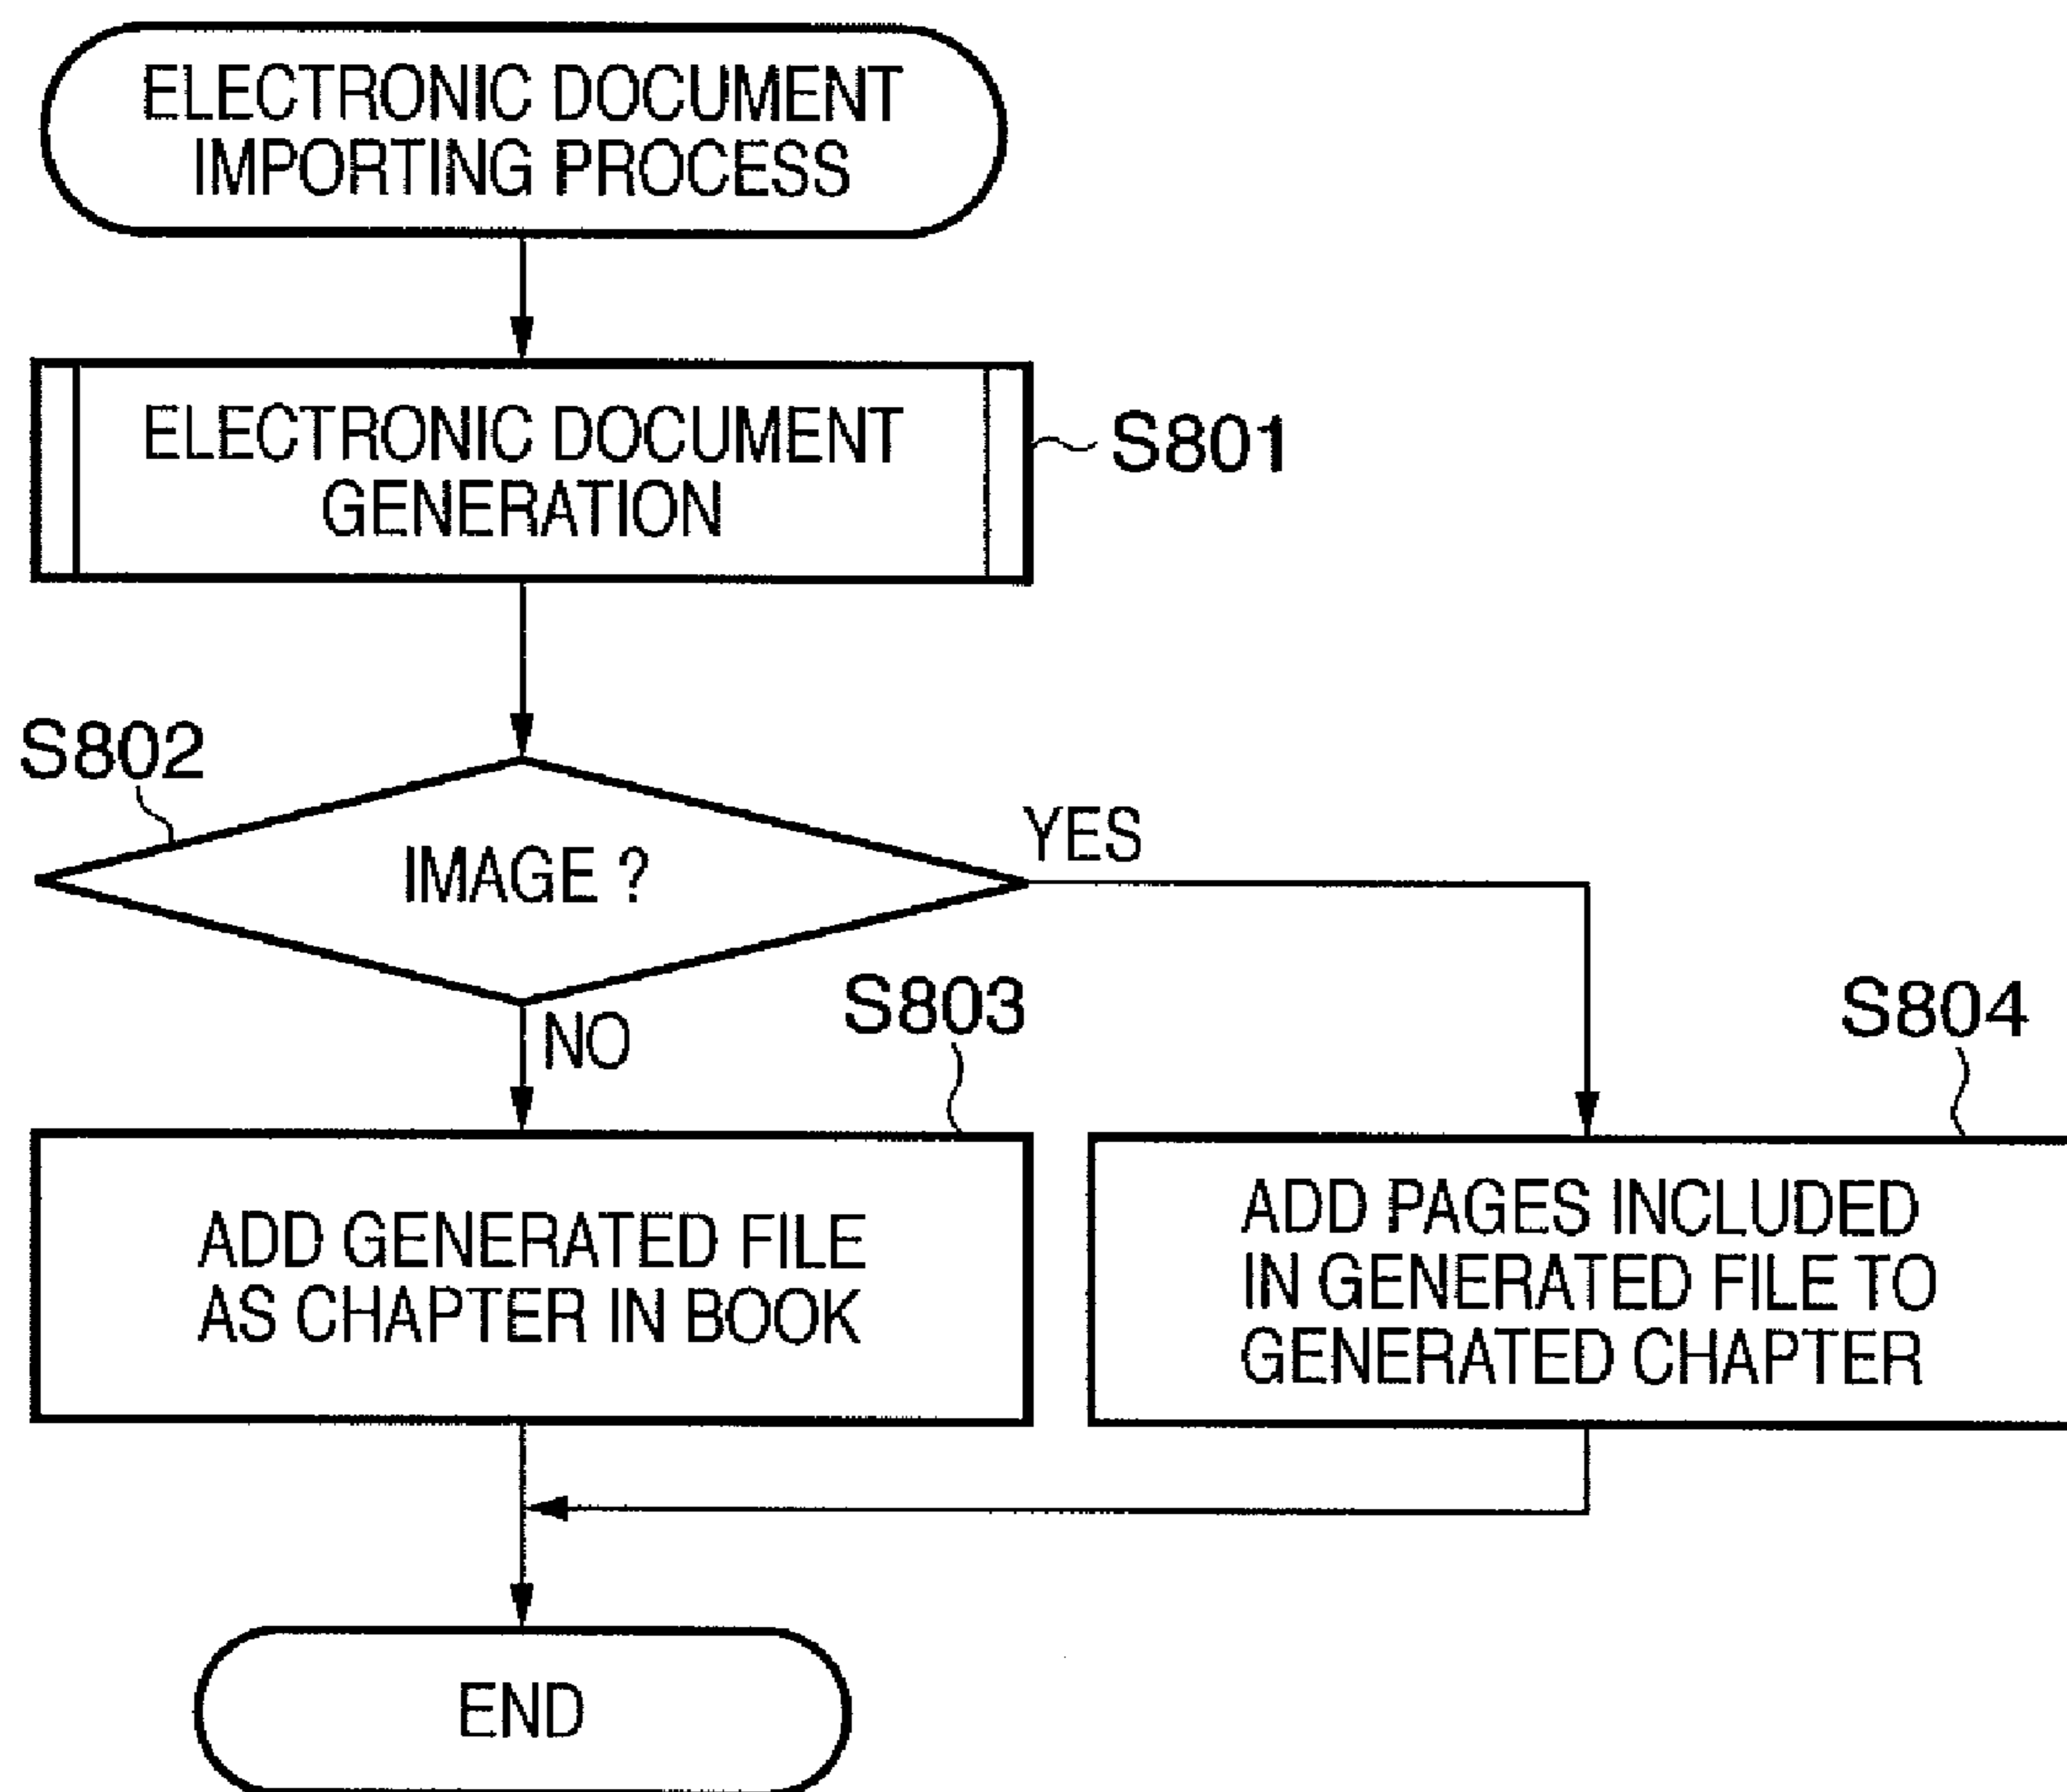 ELECTRONIC DOCUMENT
IMPORTING PROCESS
ELECTRONIC DOCUMENT
GENERATION
S801
S802
IMAGE ?
YES
NO
S803
ADD GENERATED FILE
AS CHAPTER IN BOOK
S804
ADD PAGES INCLUDED
IN GENERATED FILE TO
GENERATED CHAPTER
END